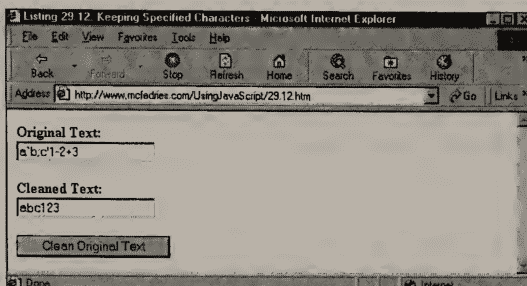 Listing 29.12. Keeping Specified Characters - Microsoft Internet Explorer
File Edit View Favorites Tools Help
Back Forward Stop Refresh Home Search Favorites History
Address http://www.mcfedries.com/UsingJavaScript/29.12.htm Go Links »
Original Text:
a`b;c'1-2+3
Cleaned Text:
abc123
Clean Original Text
Done Internet